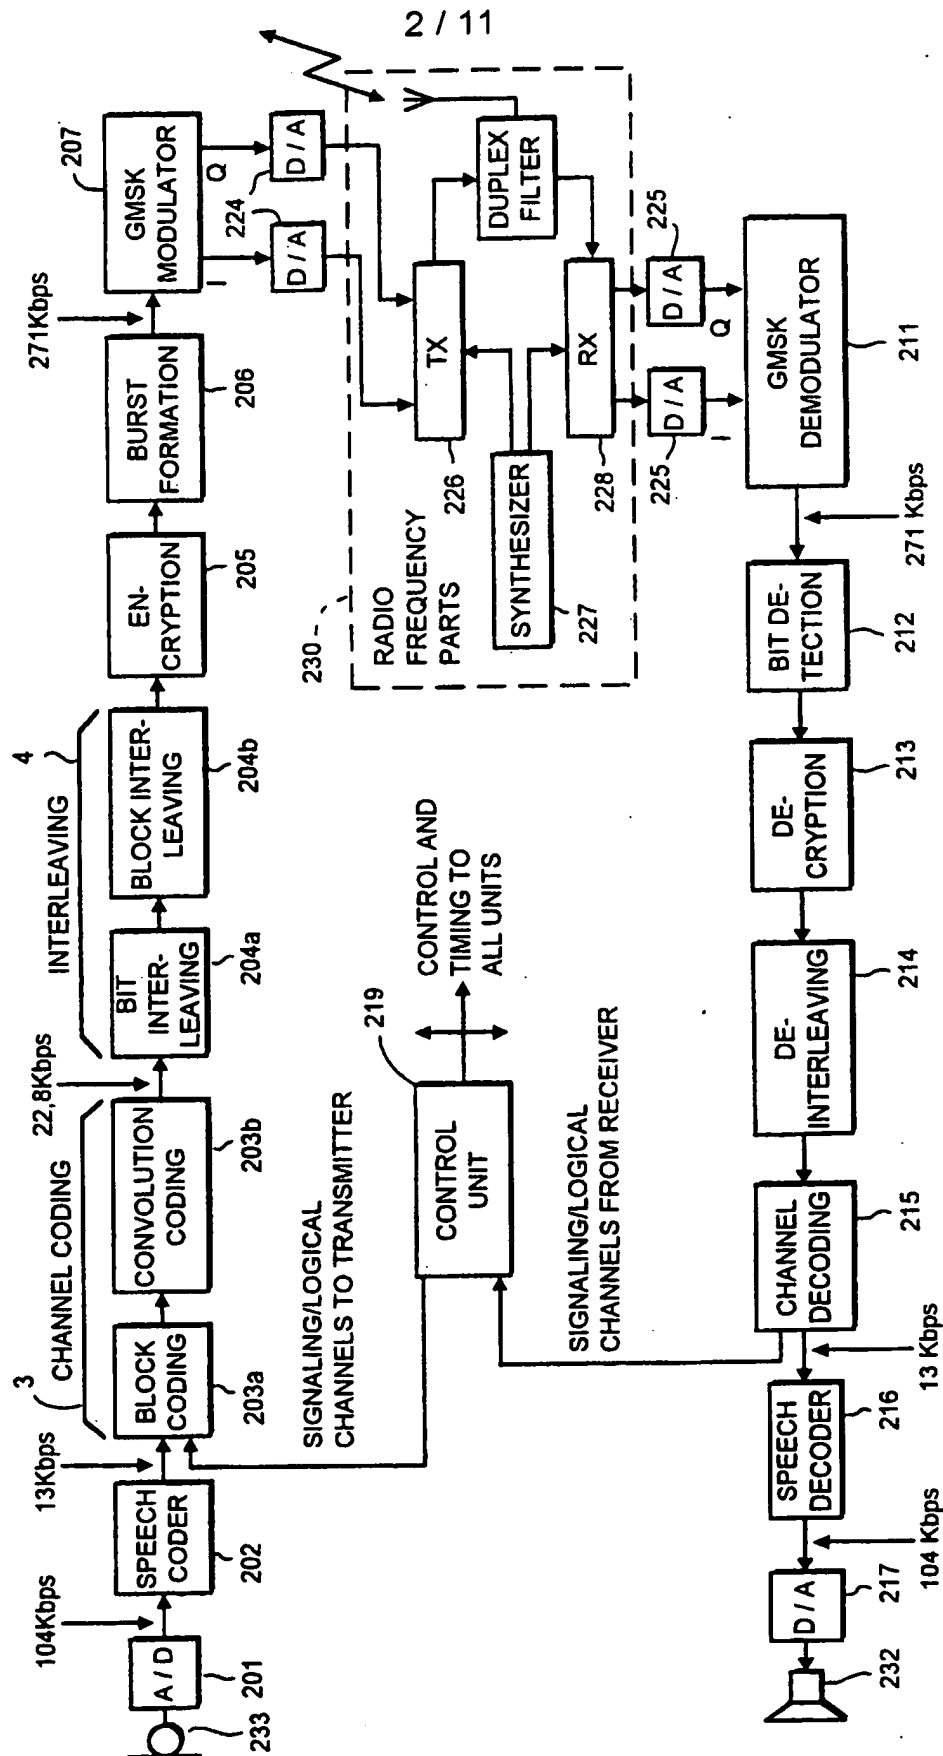 2 / 11
233
A / D
201
104Kbps
SPEECH
CODER
202
13Kbps
3
CHANNEL CODING
BLOCK
CODING
203a
CONVOLUTION
CODING
203b
22,8Kbps
4
INTERLEAVING
BIT
INTER-
LEAVING
204a
BLOCK INTER-
LEAVING
204b
EN-
CRYPTION
205
BURST
FORMATION
206
271Kbps
207
GMSK
MODULATOR
I
Q
224
D / A
D / A
230
RADIO
FREQUENCY
PARTS
TX
226
DUPLEX
FILTER
SYNTHESIZER
227
RX
228
SIGNALING/LOGICAL
CHANNELS TO TRANSMITTER
219
CONTROL
UNIT
CONTROL AND
TIMING TO
ALL UNITS
SIGNALING/LOGICAL
CHANNELS FROM RECEIVER
225
D / A
D / A
225
I
Q
GMSK
DEMODULATOR
211
271 Kbps
BIT DE-
TECTION
212
DE-
CRYPTION
213
DE-
INTERLEAVING
214
CHANNEL
DECODING
215
13 Kbps
SPEECH
DECODER
216
104 Kbps
D / A
217
232